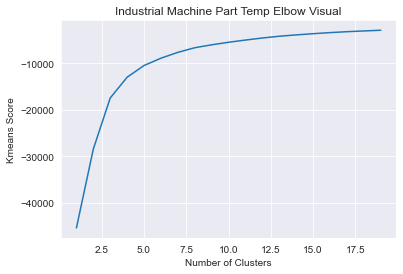 Industrial Machine Part Temp Elbow Visual
−10000
−20000
−30000
−40000
Kmeans Score
2.5 5.0 7.5 10.0 12.5 15.0 17.5
Number of Clusters